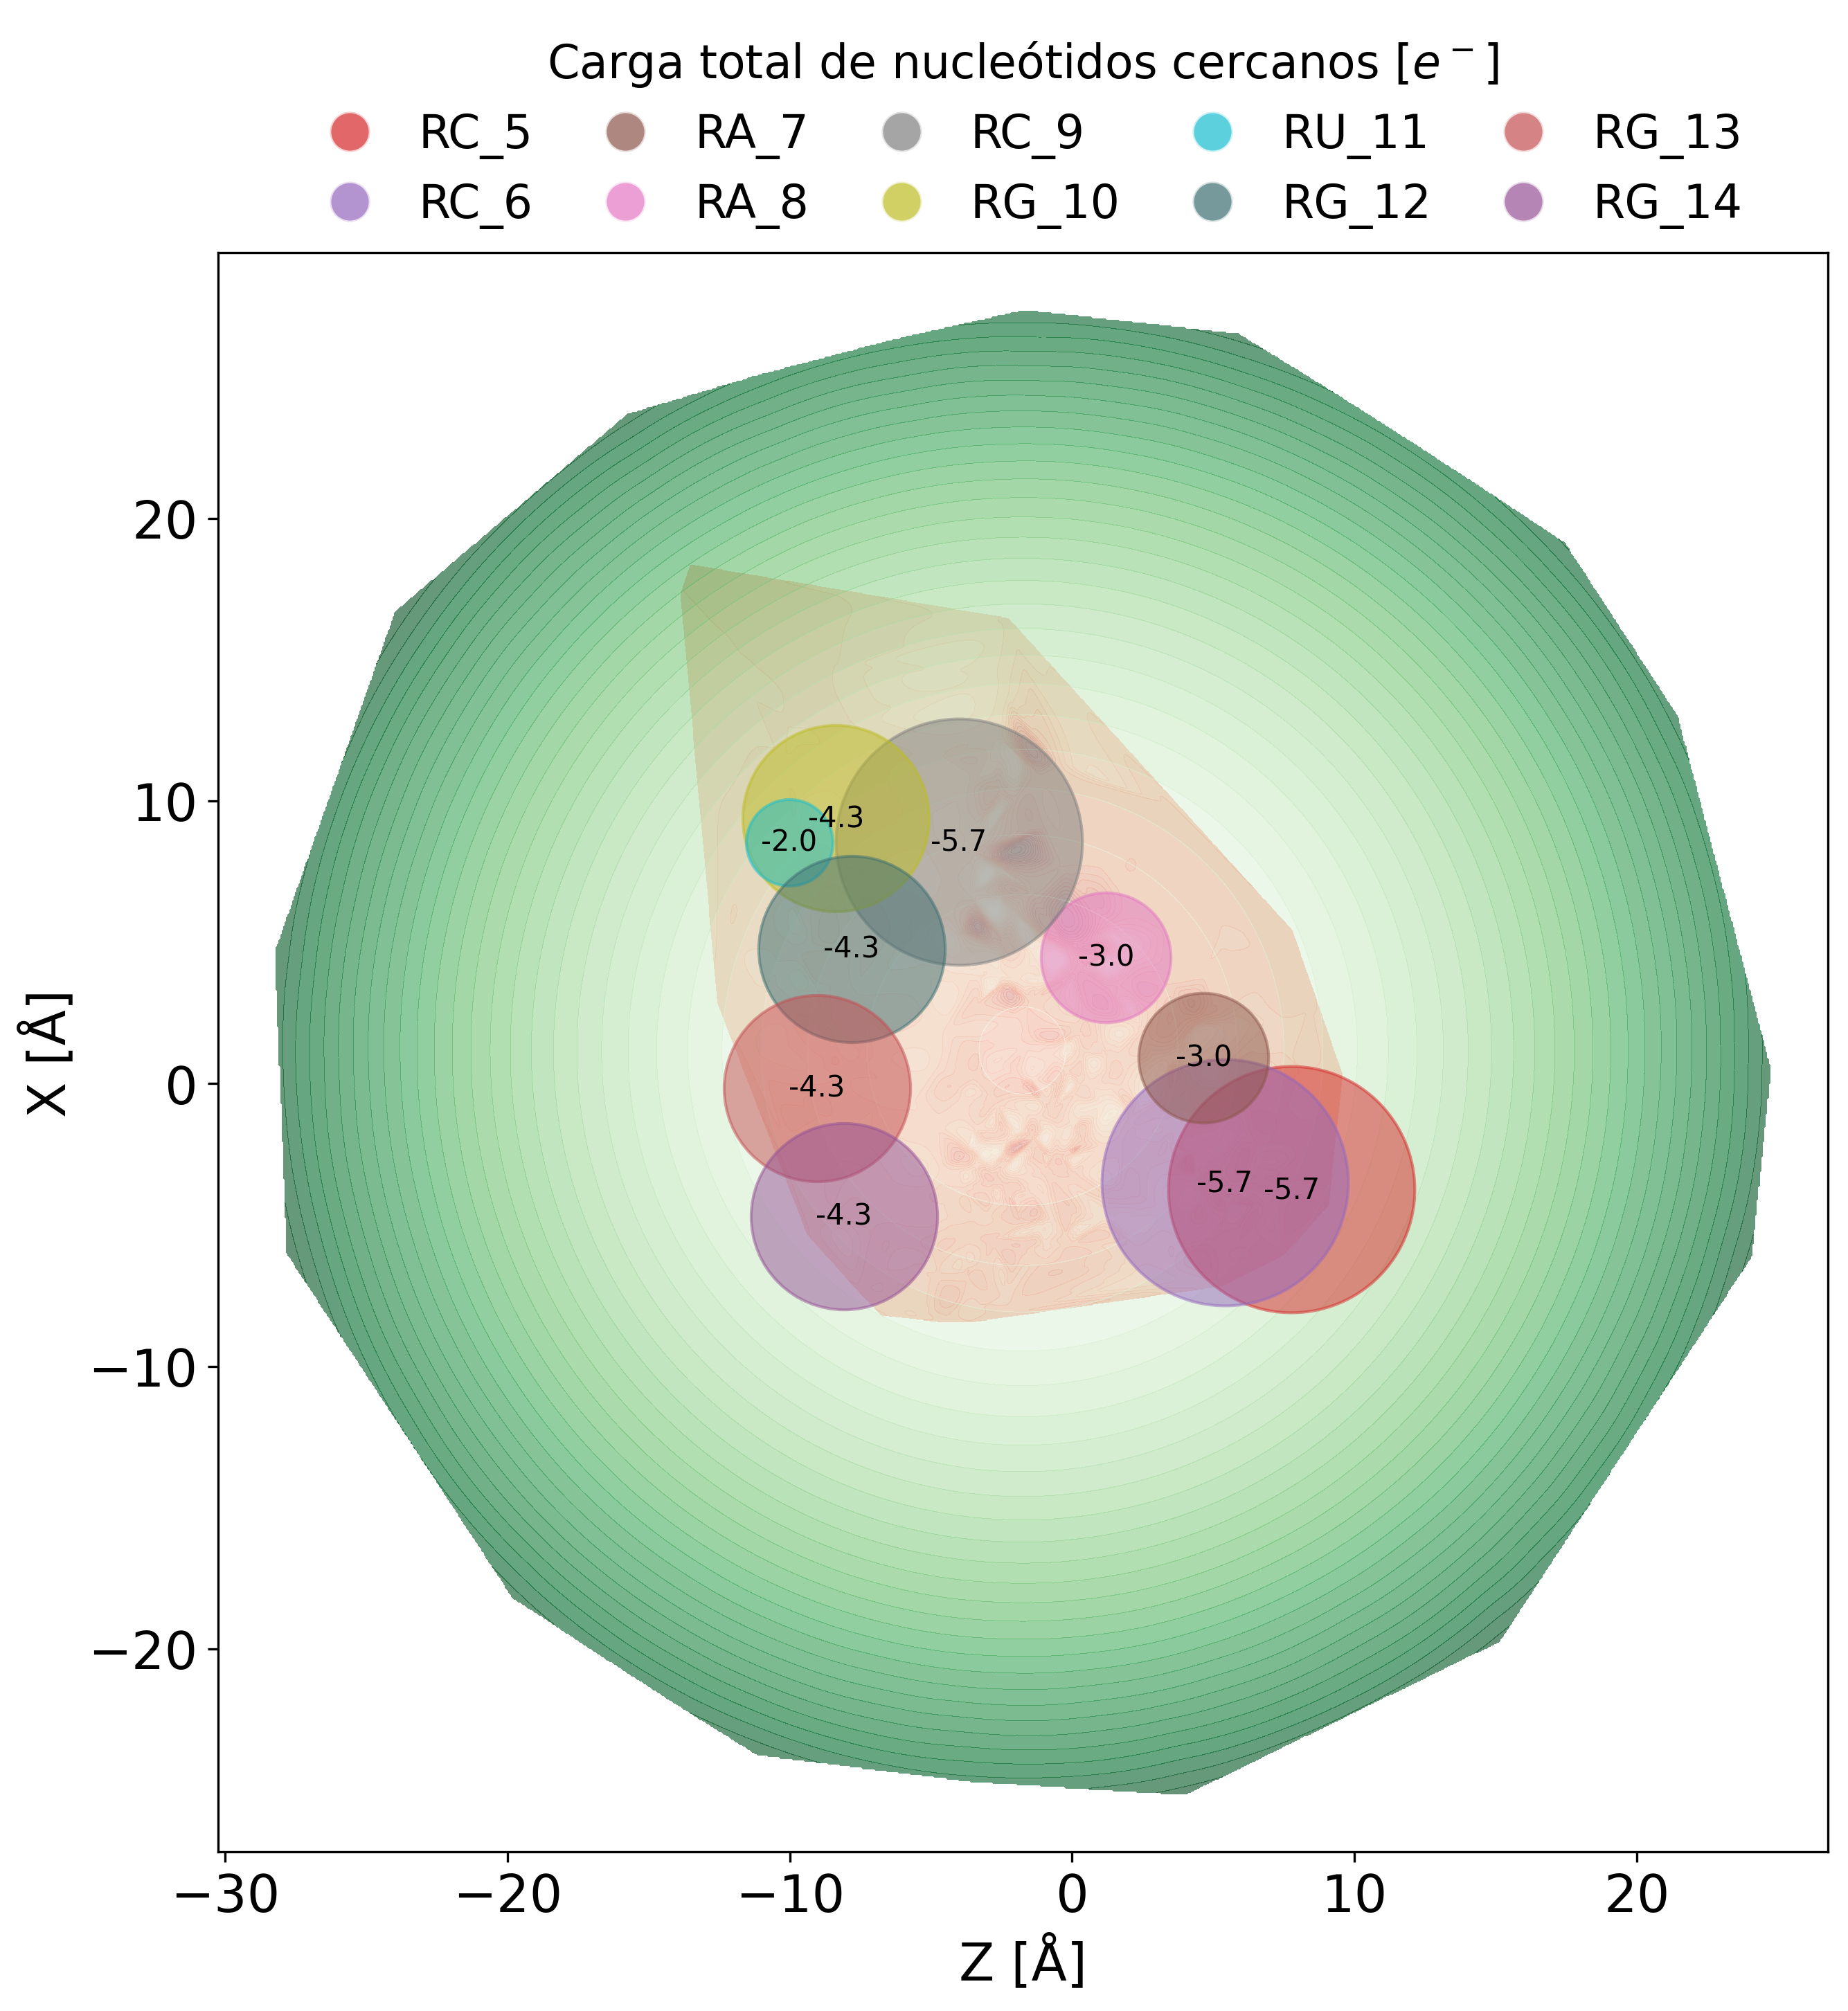 Carga total de nucleótidos cercanos [e⁻]
RC_5 RA_7 RC_9 RU_11 RG_13
RC_6 RA_8 RG_10 RG_12 RG_14
X [Å]
20
10
0
−10
−20
-4.3
-2.0
-5.7
-4.3
-3.0
-3.0
-4.3
-5.7
-5.7
-4.3
−30 −20 −10 0 10 20
Z [Å]